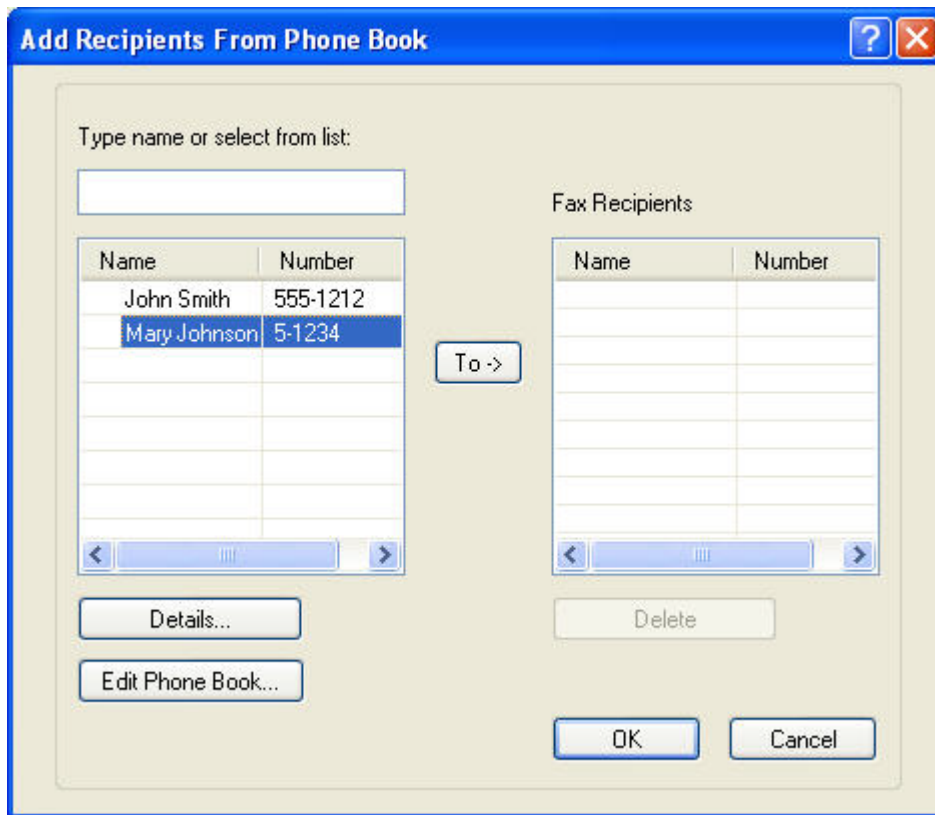 Add Recipients From Phone Book
Type name or select from list:
Fax Recipients
Name Number
John Smith 555-1212
Mary Johnson 5-1234
To ->
Name Number
Details...
Delete
Edit Phone Book...
OK Cancel